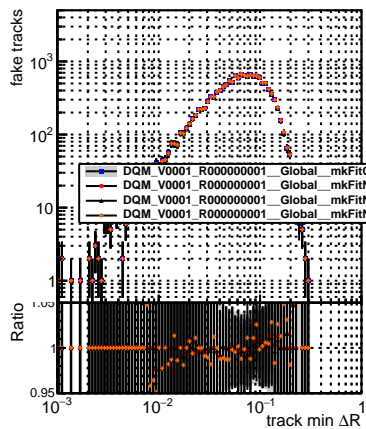 fake tracks
10³
10²
10
1
DQM_V0001_R000000001__Global__mkFit
DQM_V0001_R000000001__Global__mkFit
DQM_V0001_R000000001__Global__mkFit
DQM_V0001_R000000001__Global__mkFit
Ratio
1.05
1
0.95
10⁻³
10⁻²
10⁻¹
1
track min ΔR